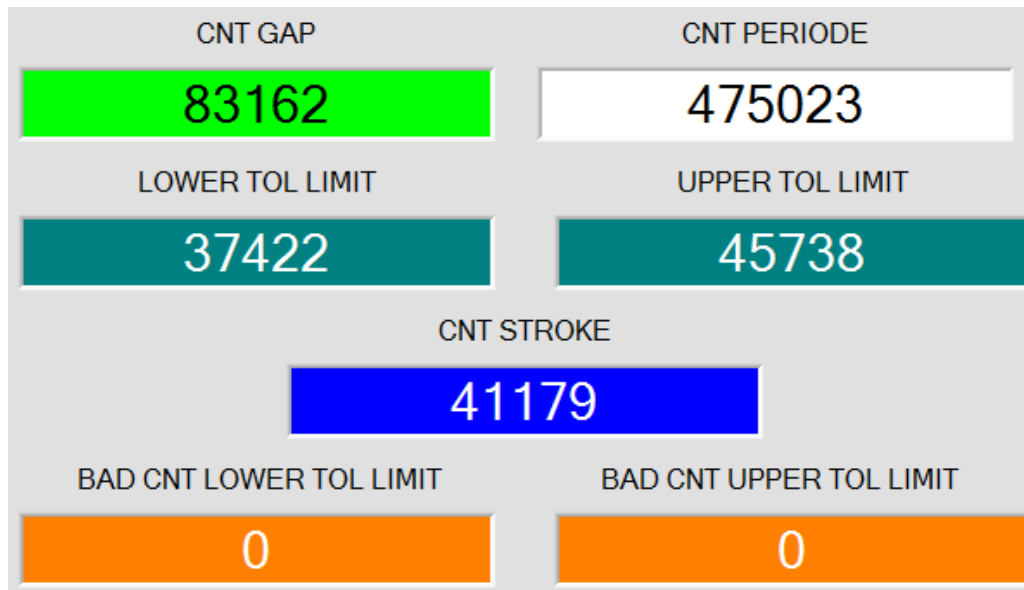 CNT GAP CNT PERIODE
83162 475023
LOWER TOL LIMIT UPPER TOL LIMIT
37422 45738
CNT STROKE
41179
BAD CNT LOWER TOL LIMIT BAD CNT UPPER TOL LIMIT
0 0